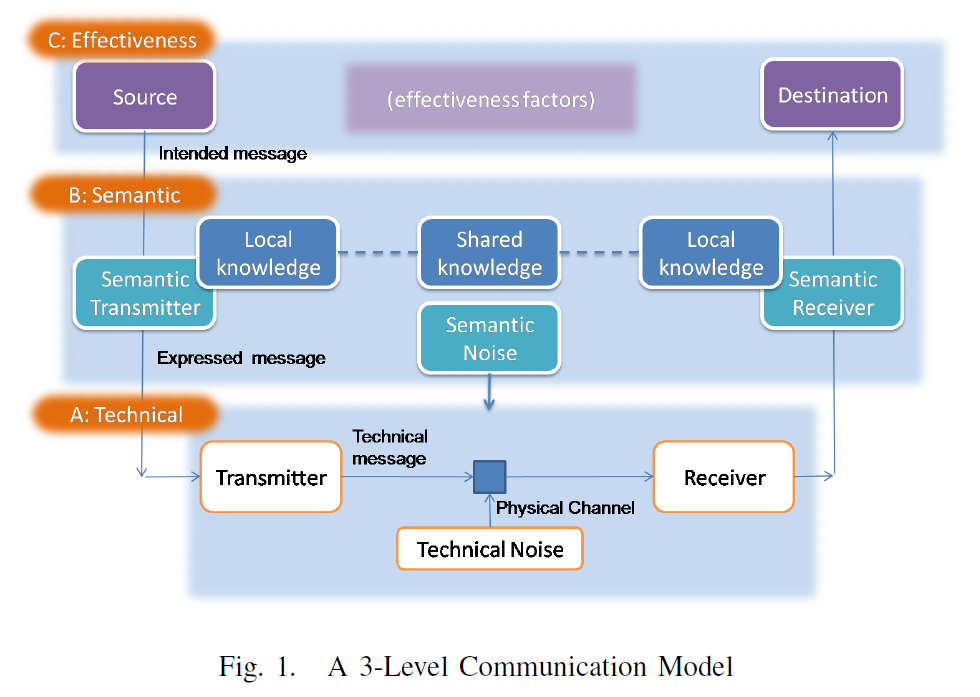 C: Effectiveness
Source
(effectiveness factors)
Destination
Intended message
B: Semantic
Local
knowledge
Shared
knowledge
Local
knowledge
Semantic
Transmitter
Semantic
Receiver
Semantic
Noise
Expressed message
A: Technical
Technical
message
Transmitter
Receiver
Physical Channel
Technical Noise
Fig. 1. A 3-Level Communication Model